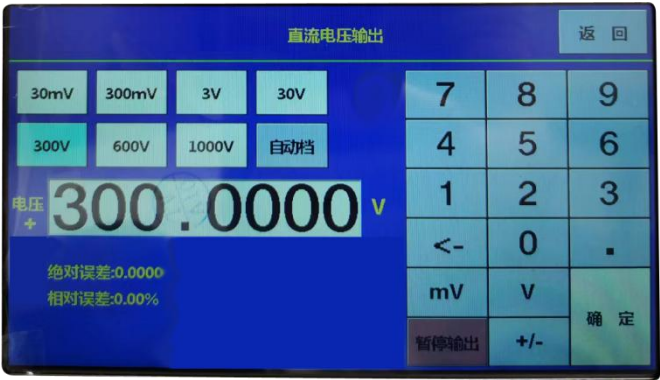 直流电压输出
返 回
30mV 300mV 3V 30V
300V 600V 1000V 自动档
电压
+
300.0000 V
绝对误差:0.0000
相对误差:0.00%
7 8 9
4 5 6
1 2 3
<- 0 .
mV V
确 定
暂停输出 +/-